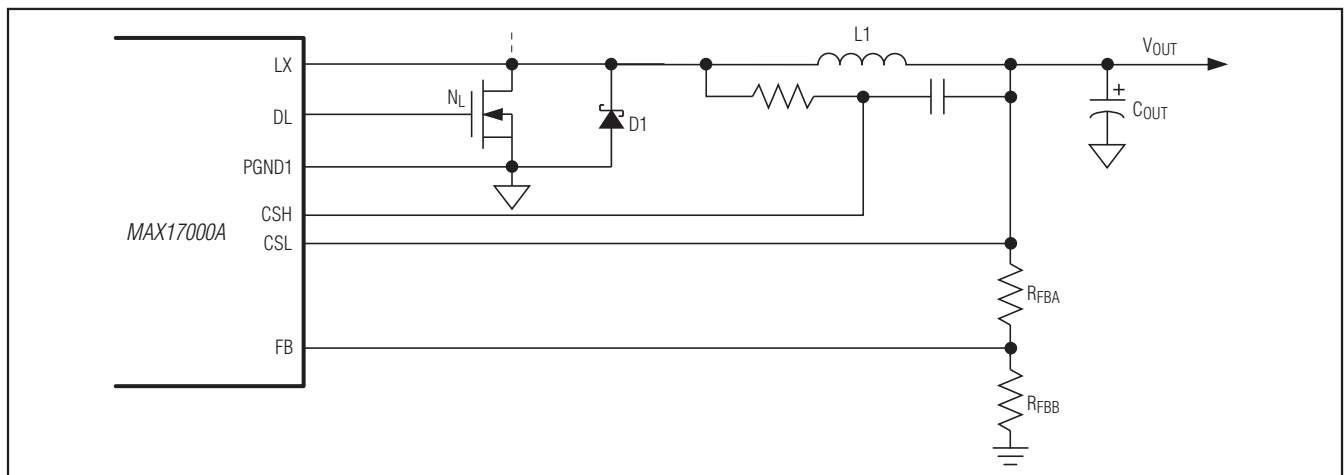 L1
VOUT
LX
NL
DL
D1
+
COUT
PGND1
CSH
MAX17000A
CSL
RFBA
FB
RFBB